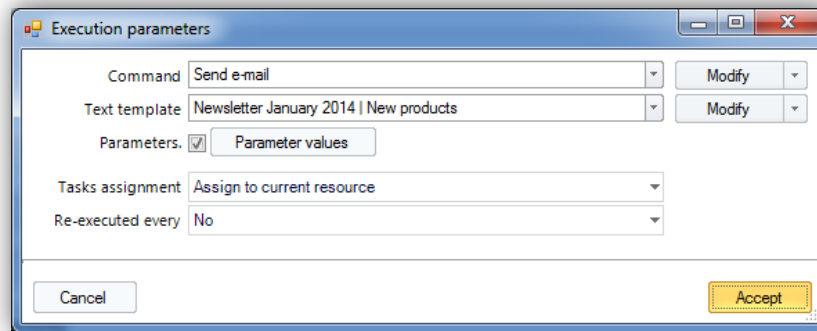 Execution parameters
Command Send e-mail Modify
Text template Newsletter January 2014 | New products Modify
Parameters. Parameter values
Tasks assignment Assign to current resource
Re-executed every No
Cancel Accept